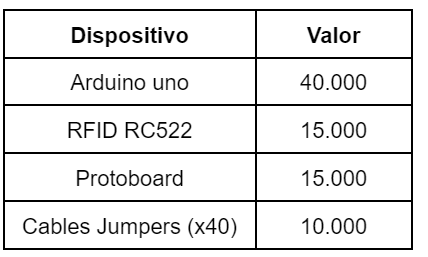 Dispositivo Valor
Arduino uno 40.000
RFID RC522 15.000
Protoboard 15.000
Cables Jumpers (x40) 10.000